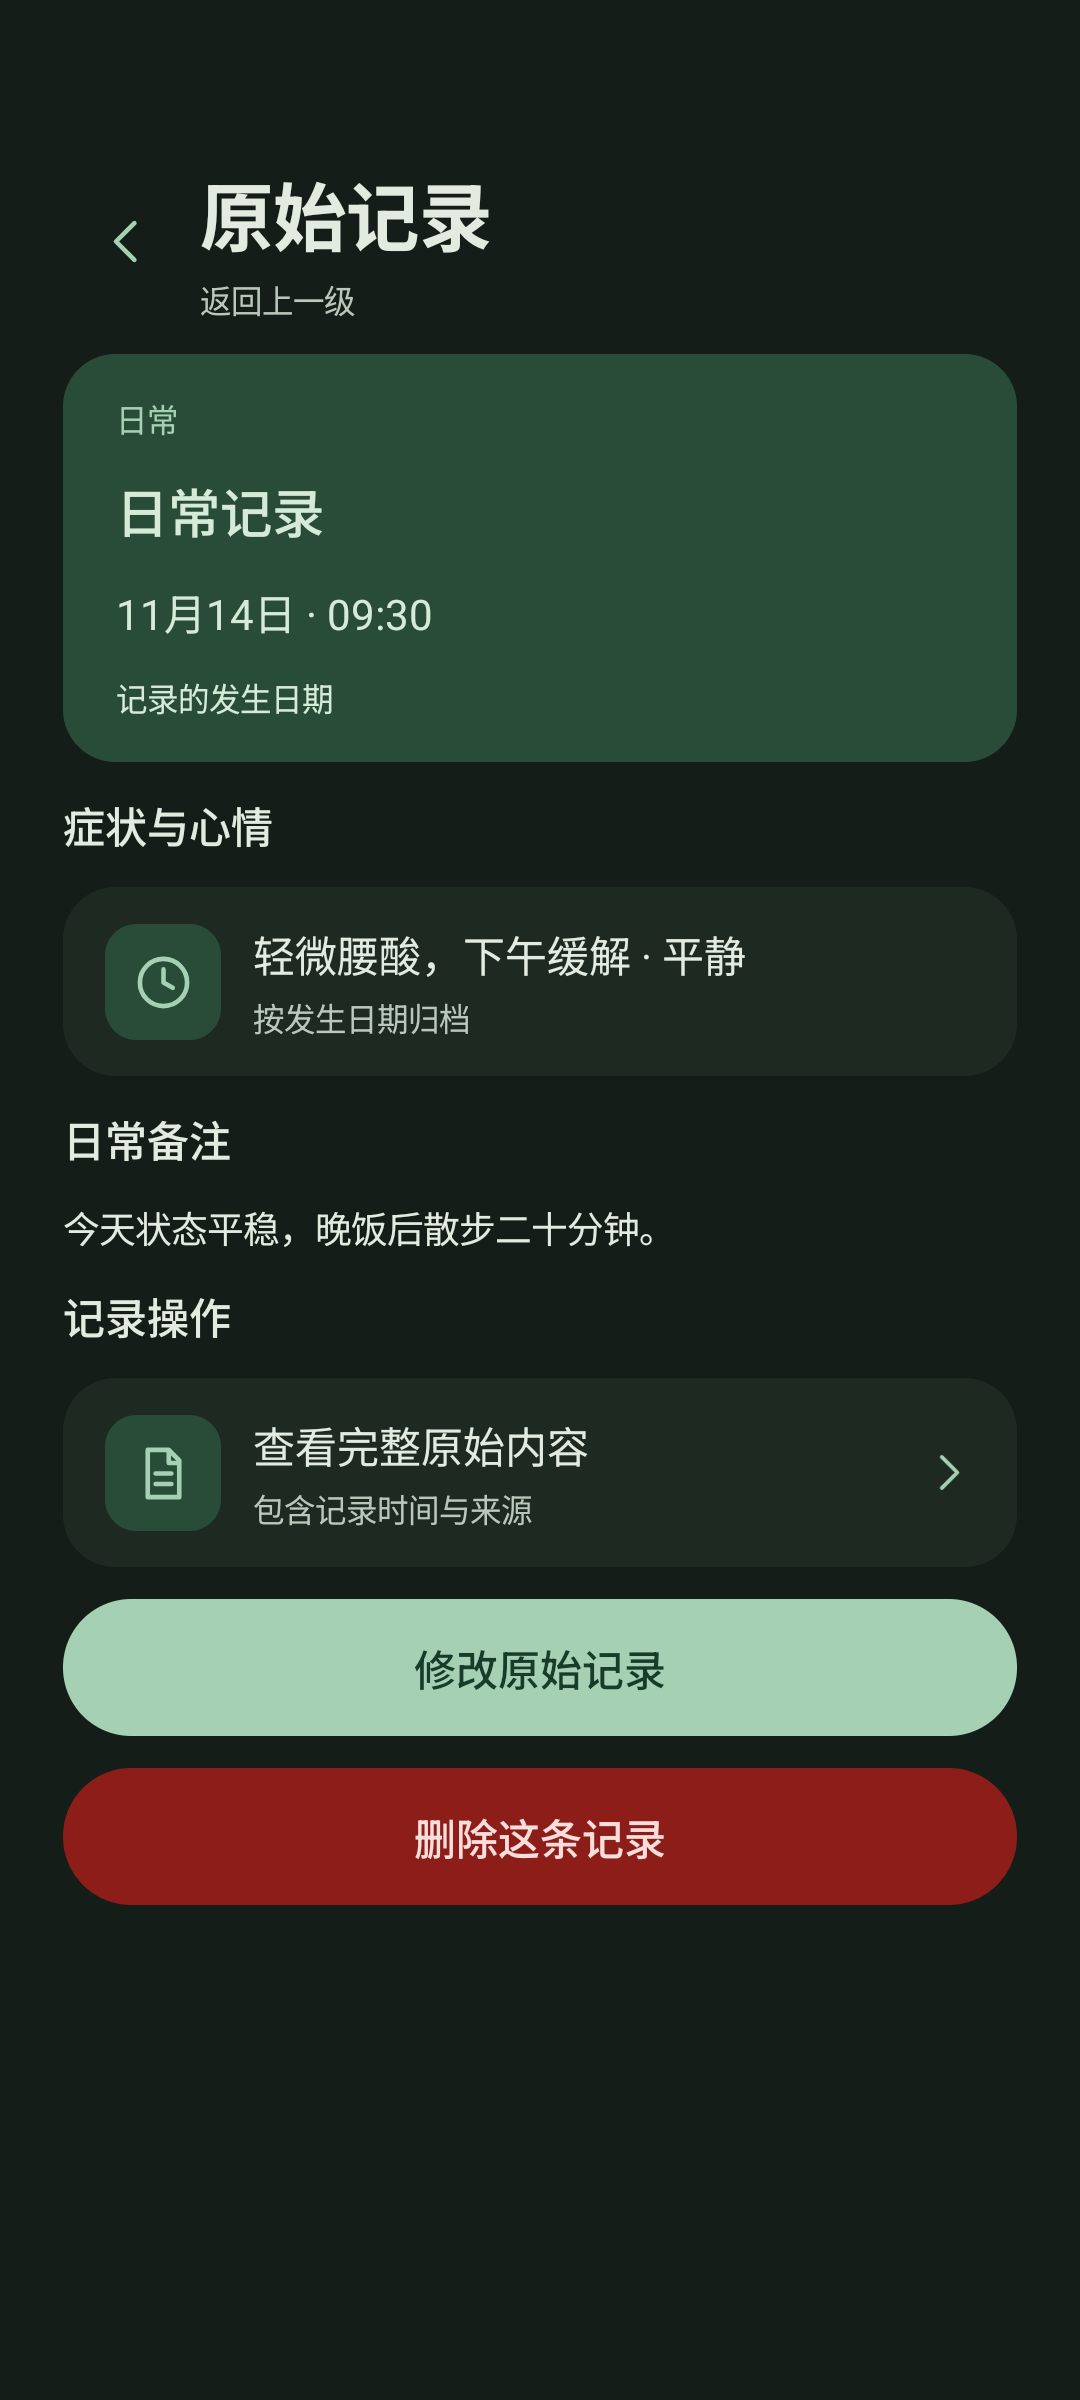 原始记录
返回上一级
日常
日常记录
11月14日 · 09:30
记录的发生日期
症状与心情
轻微腰酸，下午缓解 · 平静
按发生日期归档
日常备注
今天状态平稳，晚饭后散步二十分钟。
记录操作
查看完整原始内容
包含记录时间与来源
修改原始记录
删除这条记录